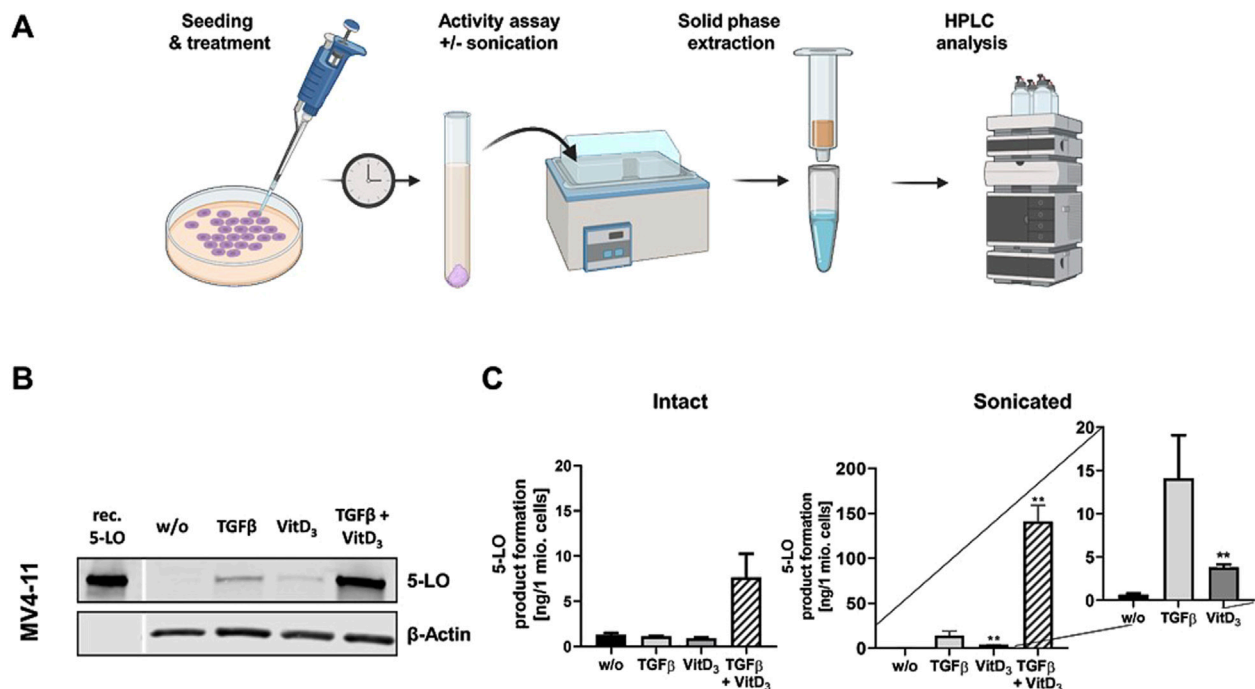 A
Seeding
& treatment
Activity assay
+/- sonication
Solid phase
extraction
HPLC
analysis
B
MV4-11
rec.
5-LO
w/o
TGFβ
VitD₃
TGFβ +
VitD₃
5-LO
β-Actin
C
Intact
5-LO
product formation
[ng/1 mio. cells]
20
15
10
5
0
w/o
TGFβ
VitD₃
TGFβ
+ VitD₃
Sonicated
5-LO
product formation
[ng/1 mio. cells]
200
150
100
50
0
**
**
w/o
TGFβ
VitD₃
TGFβ
+ VitD₃
20
15
10
5
0
**
w/o
TGFβ
VitD₃